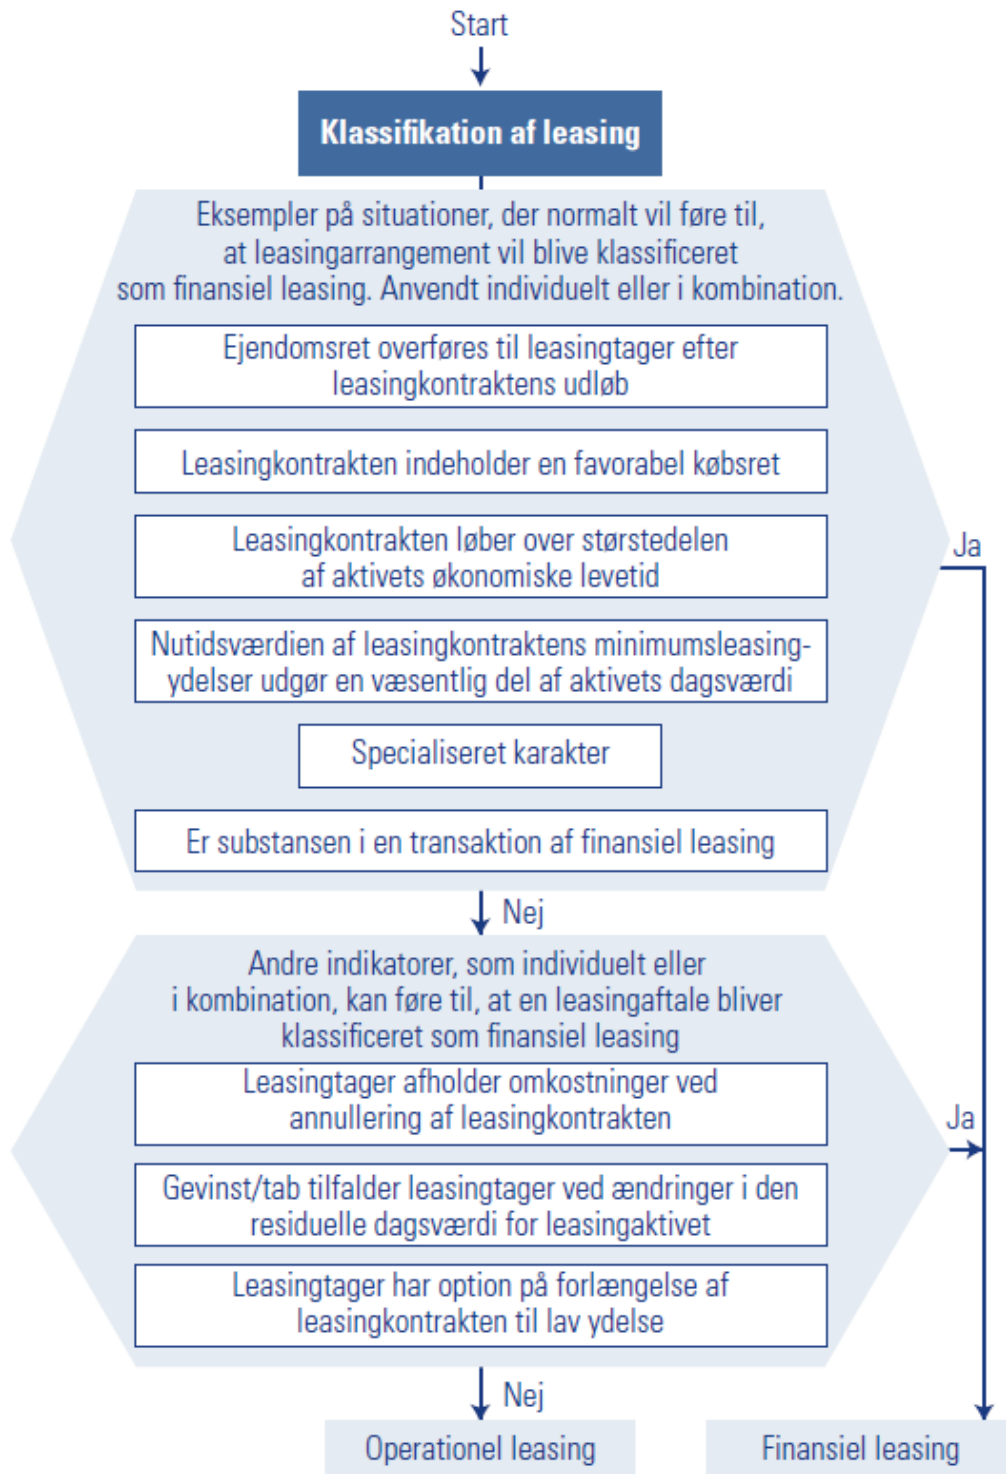 Start
Klassifikation af leasing
Eksempler på situationer, der normalt vil føre til,
at leasingarrangement vil blive klassificeret
som finansiel leasing. Anvendt individuelt eller i kombination.
Ejendomsret overføres til leasingtager efter
leasingkontraktens udløb
Leasingkontrakten indeholder en favorabel købsret
Leasingkontrakten løber over størstedelen
af aktivets økonomiske levetid
Ja
Nutidsværdien af leasingkontraktens minimumsleasing-
ydelser udgør en væsentlig del af aktivets dagsværdi
Specialiseret karakter
Er substansen i en transaktion af finansiel leasing
Nej
Andre indikatorer, som individuelt eller
i kombination, kan føre til, at en leasingaftale bliver
klassificeret som finansiel leasing
Leasingtager afholder omkostninger ved
annullering af leasingkontrakten
Ja
Gevinst/tab tilfalder leasingtager ved ændringer i den
residuelle dagsværdi for leasingaktivet
Leasingtager har option på forlængelse af
leasingkontrakten til lav ydelse
Nej
Operationel leasing
Finansiel leasing